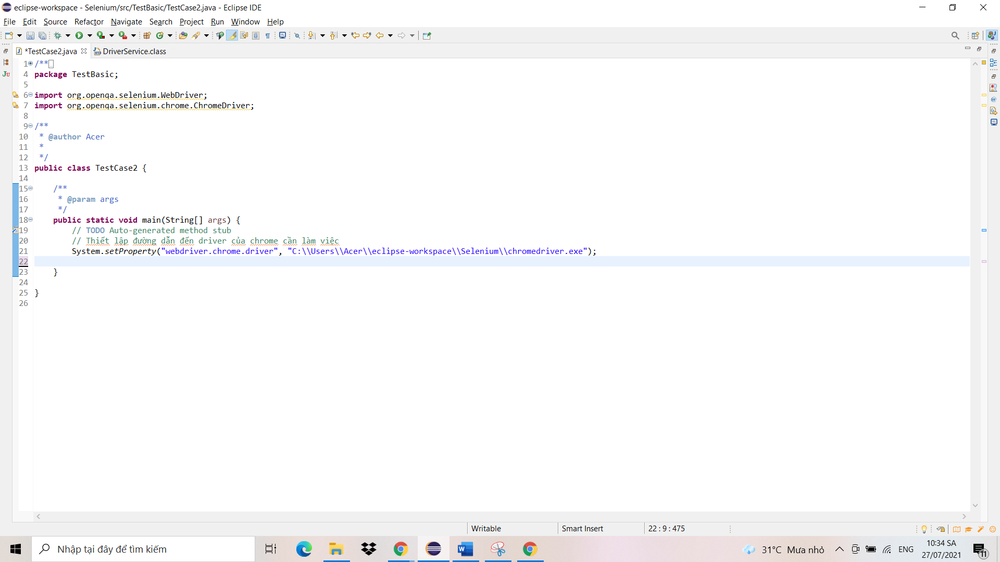 eclipse-workspace - Selenium/src/TestBasic/TestCase2.java - Eclipse IDE
File Edit Source Refactor Navigate Search Project Run Window Help
*TestCase2.java DriverService.class
1 /**
4 package TestBasic;
5
6 import org.openqa.selenium.WebDriver;
7 import org.openqa.selenium.chrome.ChromeDriver;
8
9 /**
10 * @author Acer
11 *
12 */
13 public class TestCase2 {
14
15 /**
16 * @param args
17 */
18 public static void main(String[] args) {
19 // TODO Auto-generated method stub
20 // Thiết lập đường dẫn đến driver của chrome cần làm việc
21 System.setProperty("webdriver.chrome.driver", "C:\\Users\\Acer\\eclipse-workspace\\Selenium\\chromedriver.exe");
22
23 }
24
25 }
26
Writable Smart Insert 22 : 9 : 475
Nhập tại đây để tìm kiếm
31°C Mưa nhỏ ENG
10:34 SA
27/07/2021
11